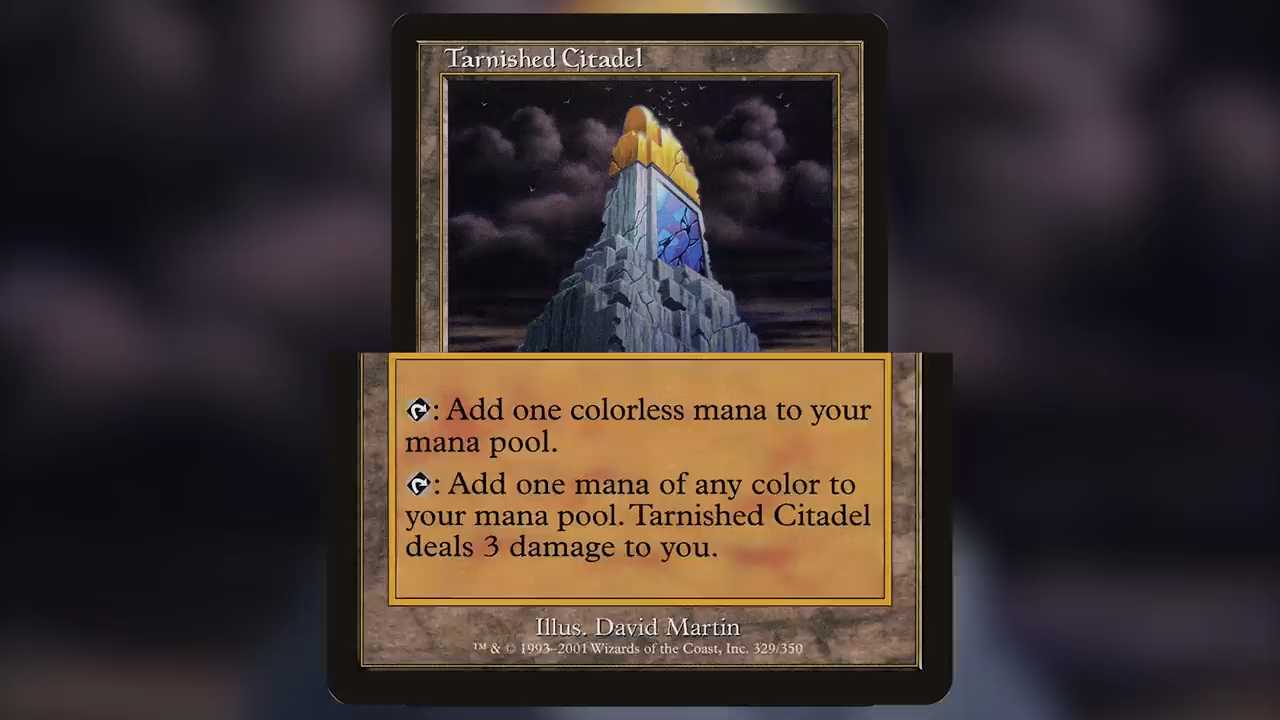 Tarnished Citadel
: Add one colorless mana to your
mana pool.
: Add one mana of any color to
your mana pool. Tarnished Citadel
deals 3 damage to you.
Illus. David Martin
™ & © 1993–2001 Wizards of the Coast, Inc. 329/350